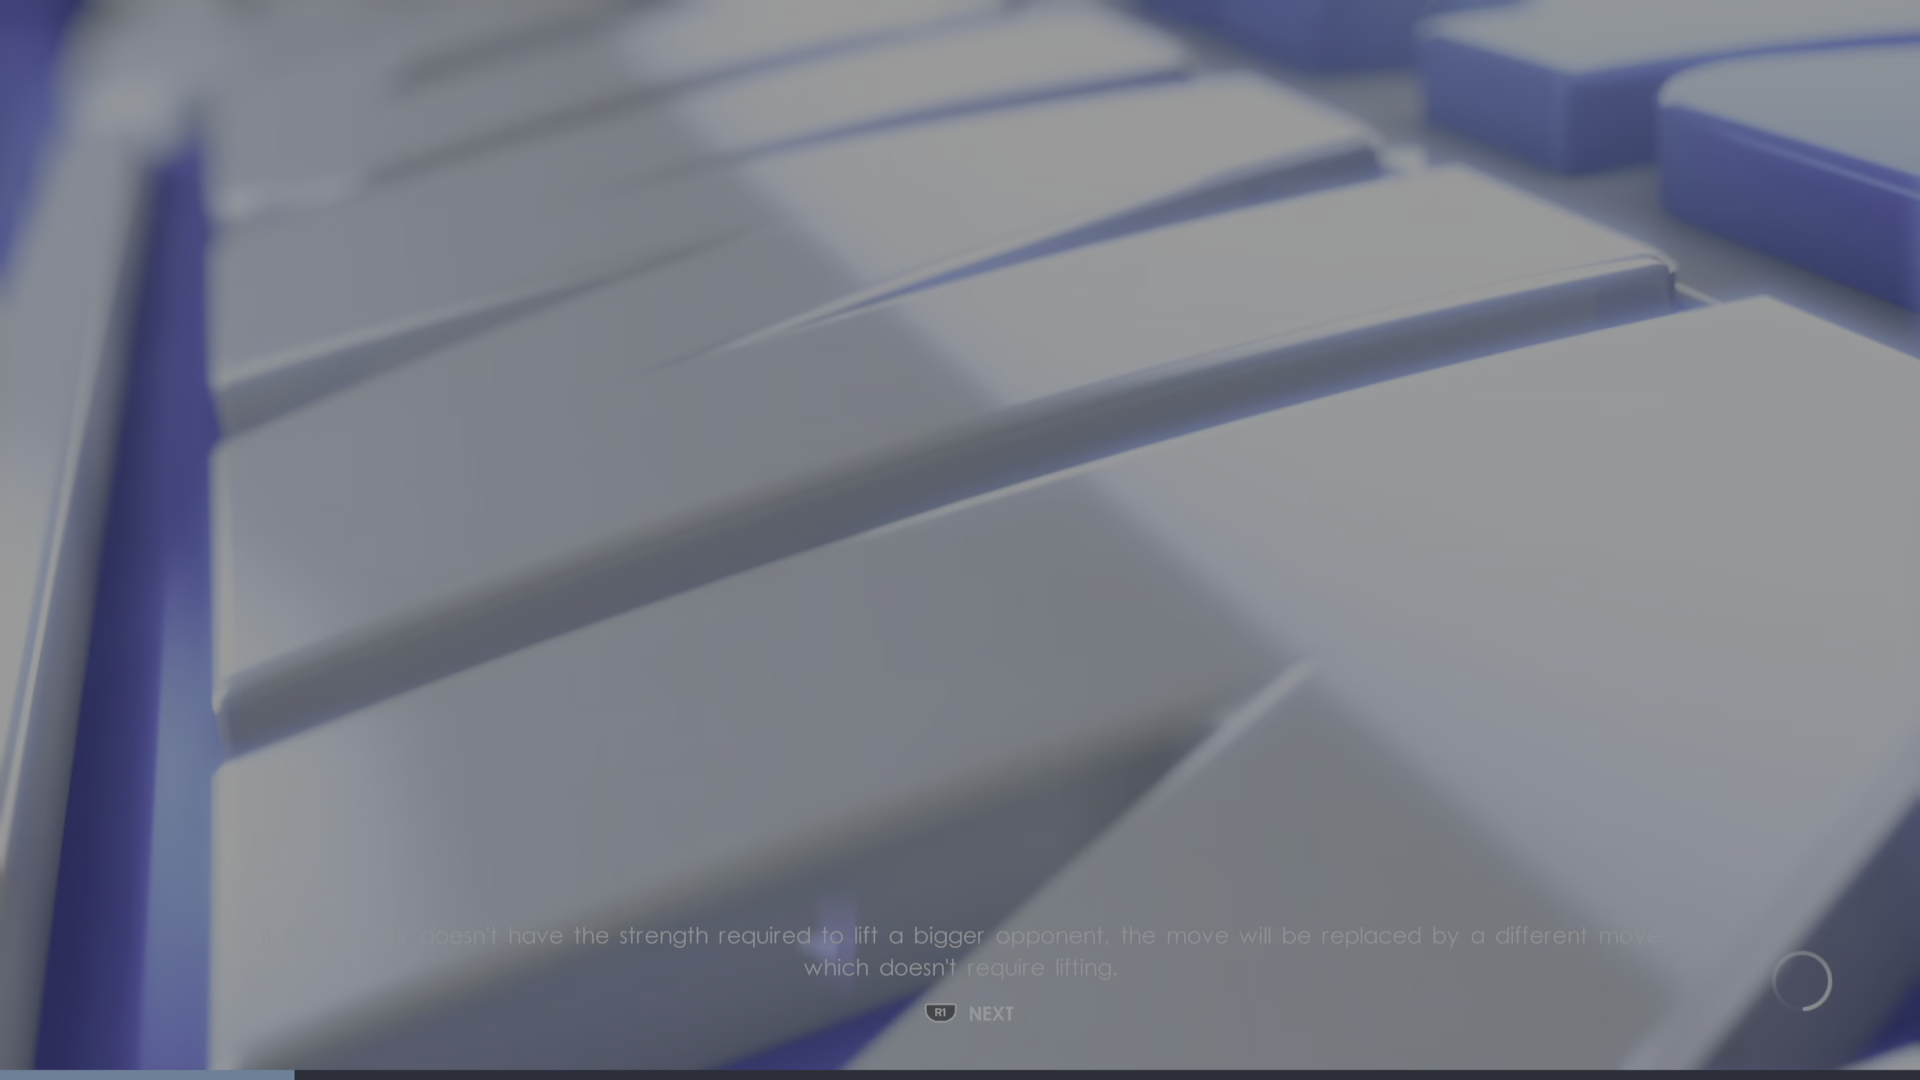 doesn't have the strength required to lift a bigger opponent, the move will be replaced by a different move
which doesn't require lifting.
R1 NEXT